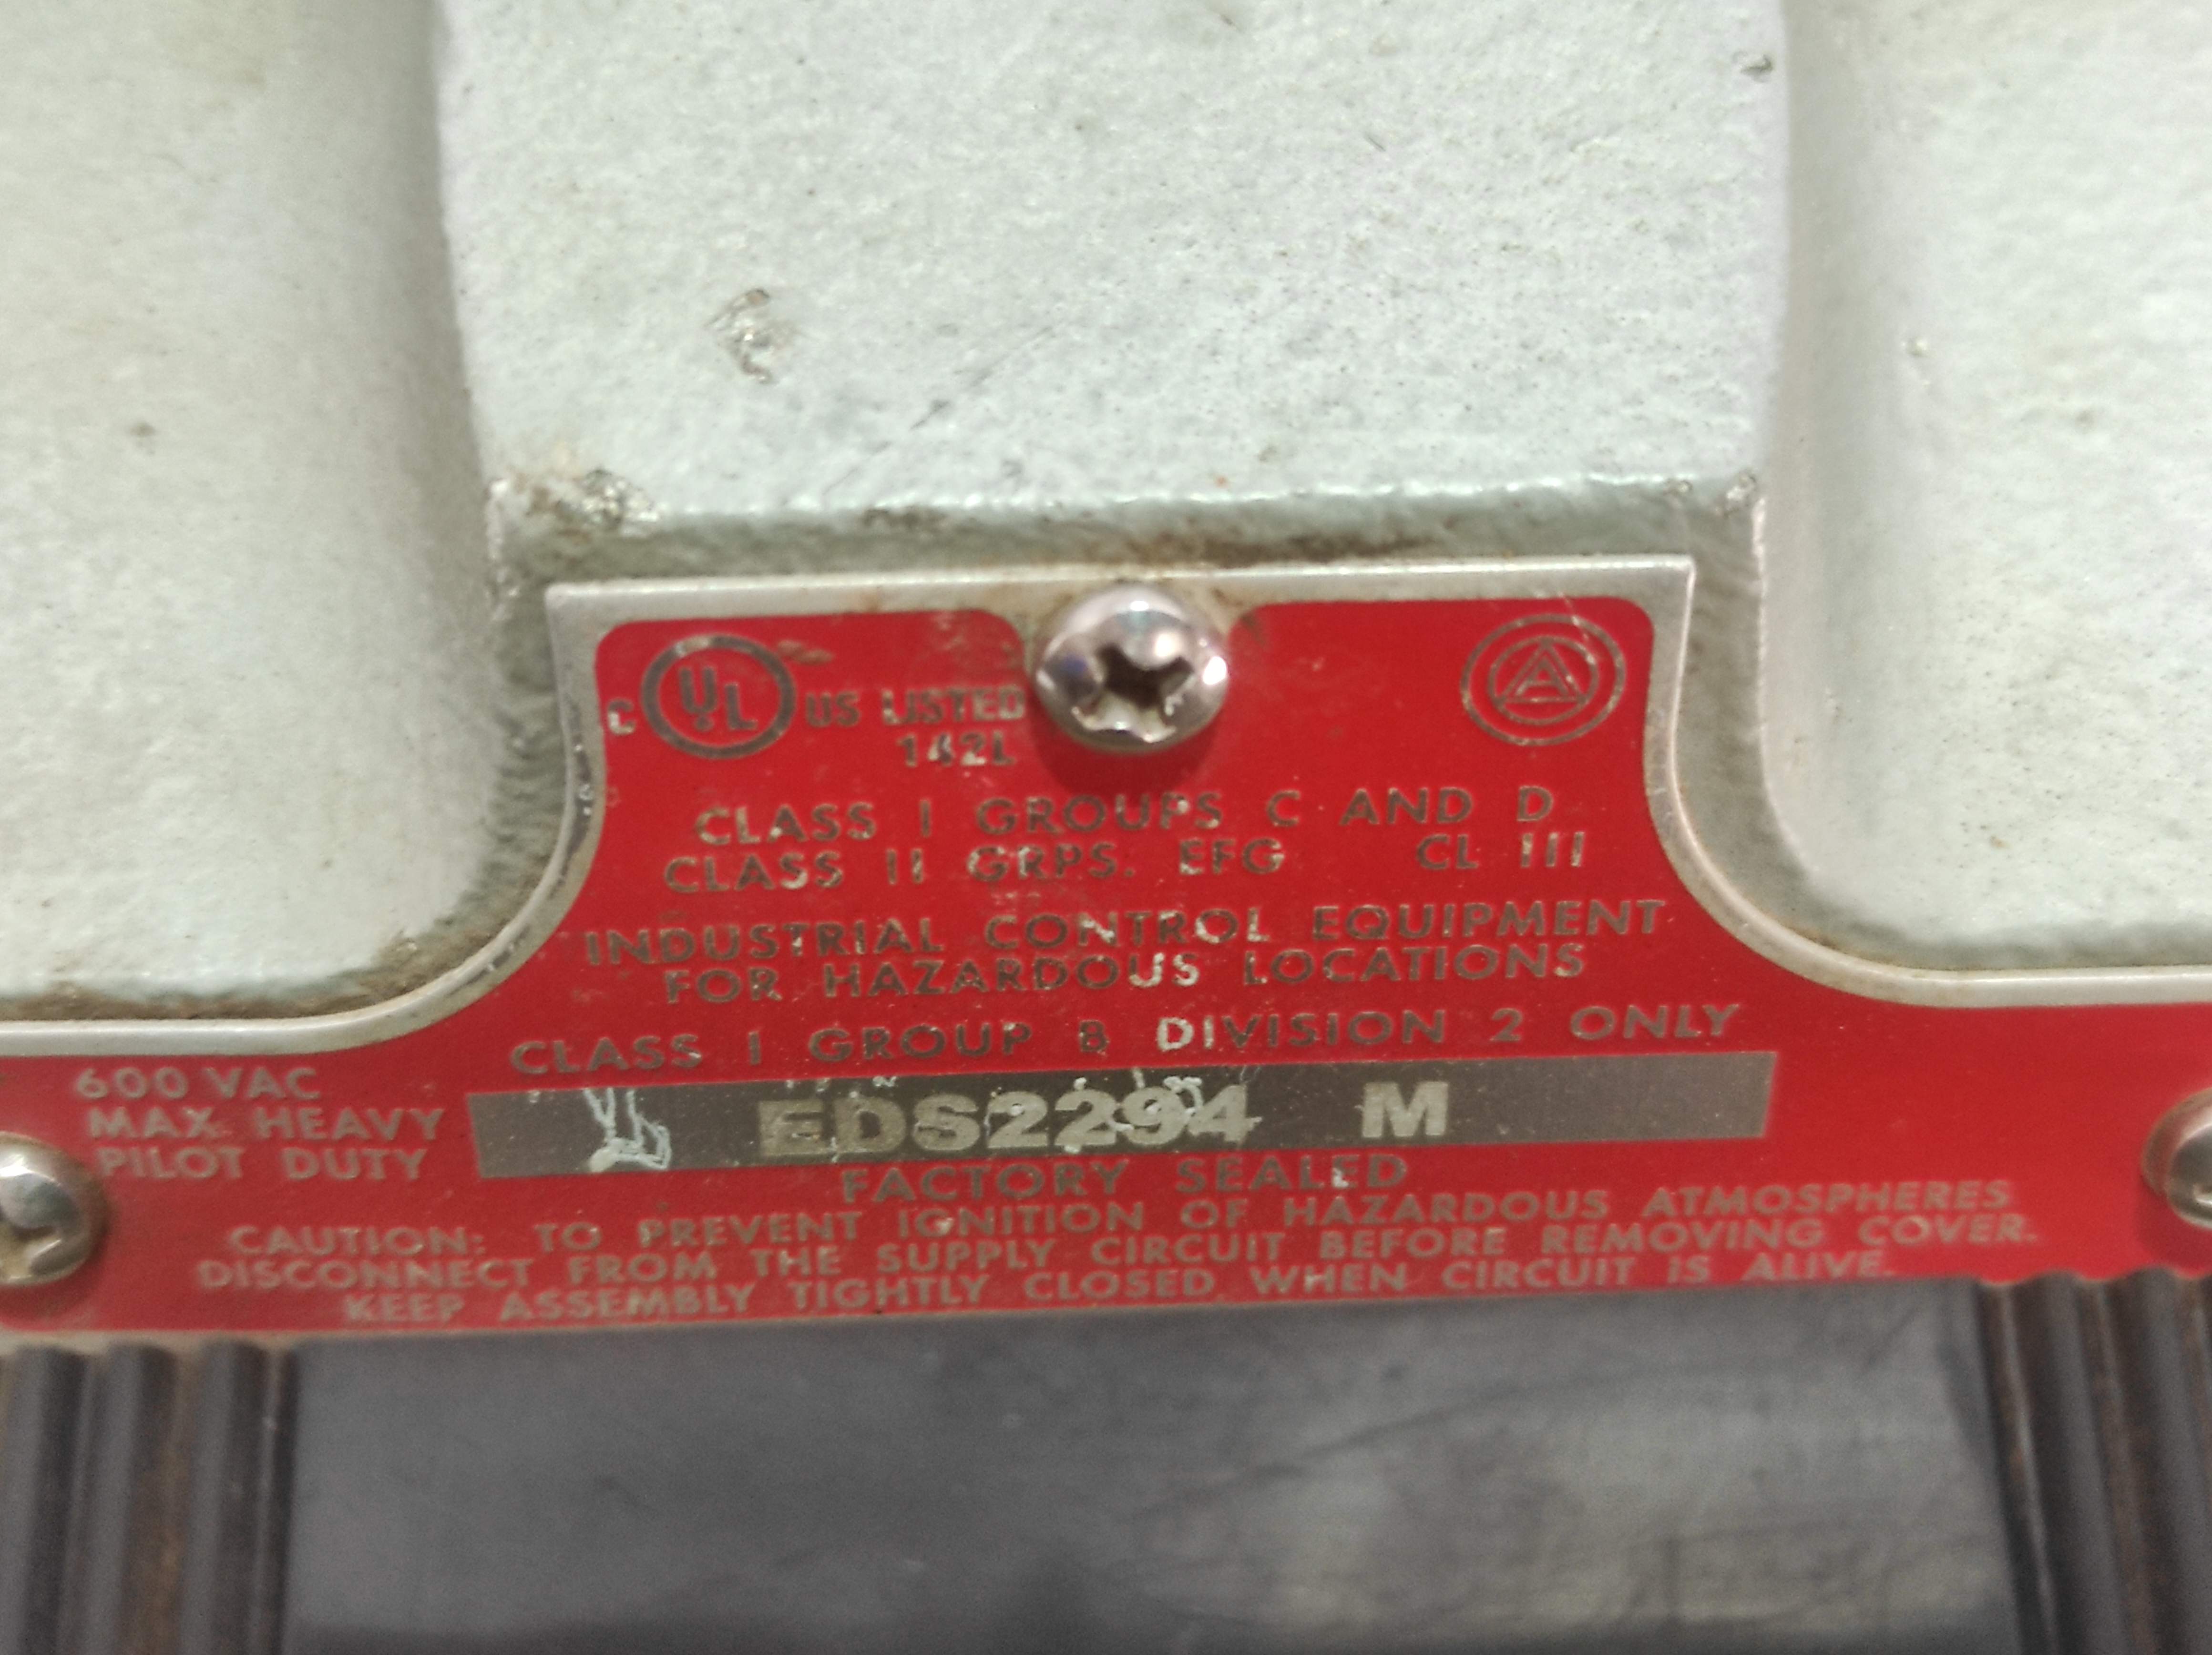 C UL US LISTED
142L
A
CLASS I GROUPS C AND D
CLASS II GRPS. EFG CL III
INDUSTRIAL CONTROL EQUIPMENT
FOR HAZARDOUS LOCATIONS
CLASS I GROUP B DIVISION 2 ONLY
600 VAC
MAX HEAVY
PILOT DUTY
EDS2294 M
FACTORY SEALED
CAUTION: TO PREVENT IGNITION OF HAZARDOUS ATMOSPHERES
DISCONNECT FROM THE SUPPLY CIRCUIT BEFORE REMOVING COVER.
KEEP ASSEMBLY TIGHTLY CLOSED WHEN CIRCUIT IS ALIVE.